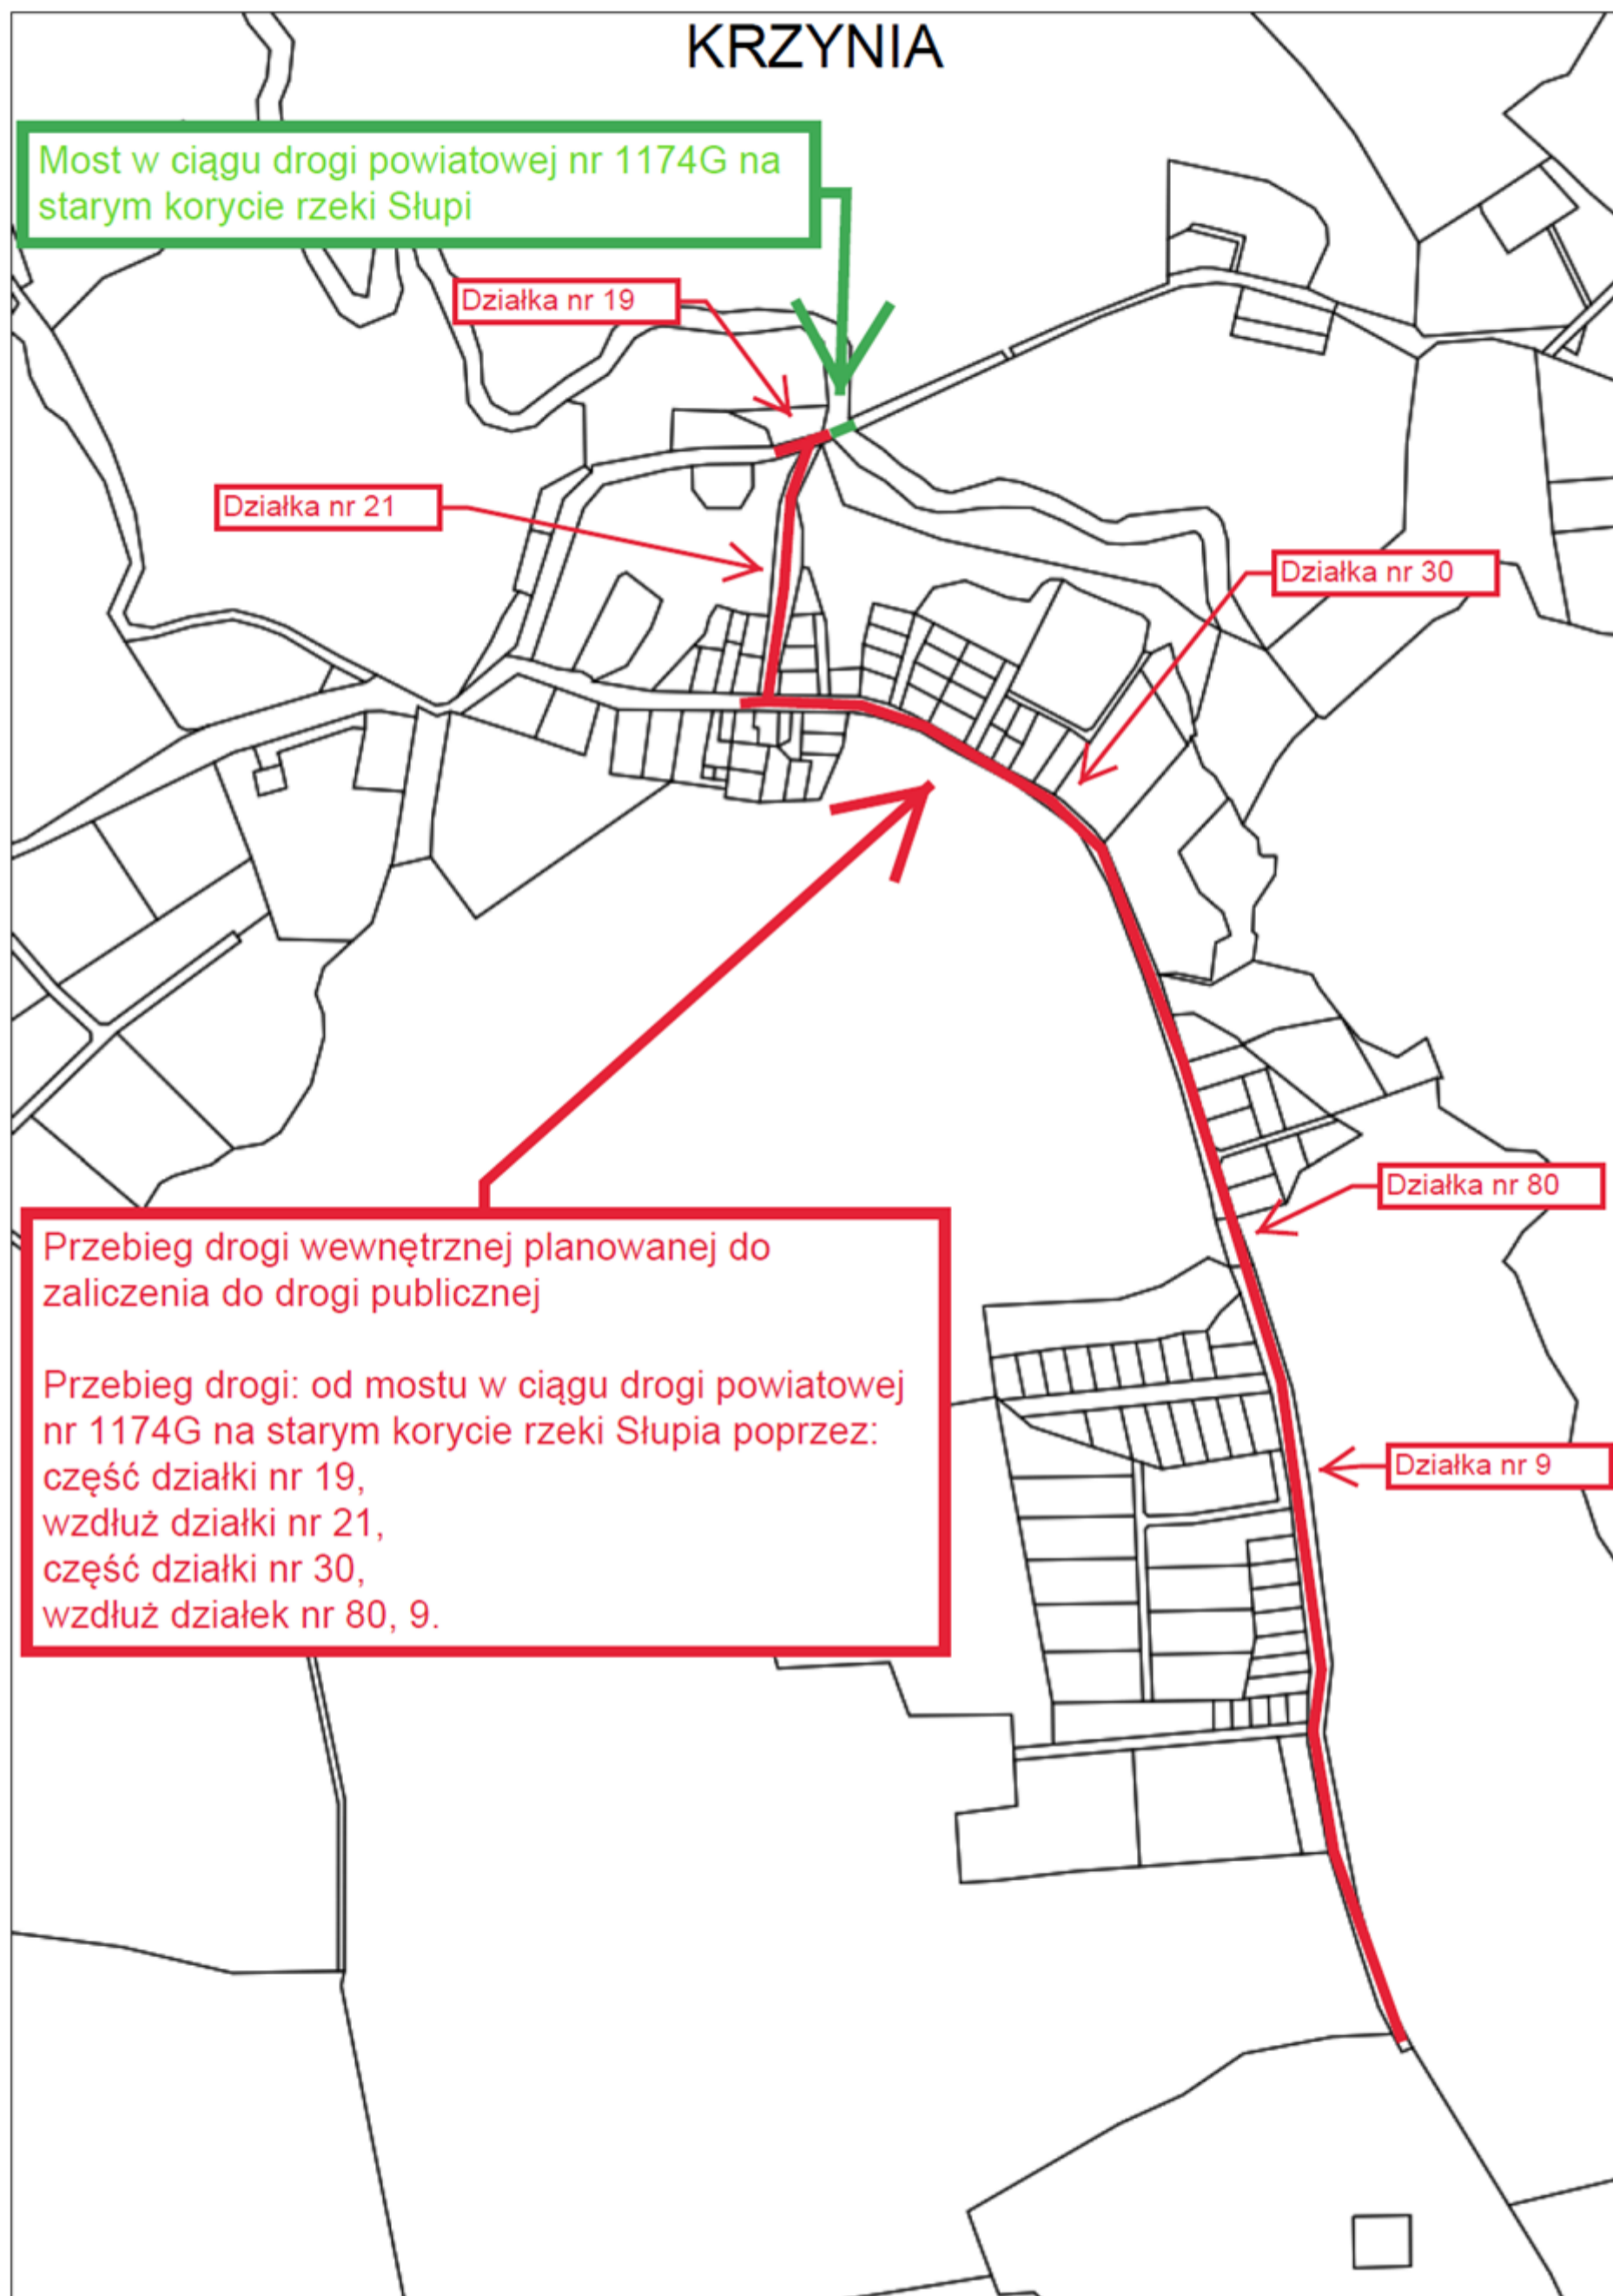 KRZYNIA
Most w ciągu drogi powiatowej nr 1174G na
starym korycie rzeki Słupi
Działka nr 19
Działka nr 21
Działka nr 30
Działka nr 80
Przebieg drogi wewnętrznej planowanej do
zaliczenia do drogi publicznej
Przebieg drogi: od mostu w ciągu drogi powiatowej
nr 1174G na starym korycie rzeki Słupia poprzez:
część działki nr 19,
wzdłuż działki nr 21,
część działki nr 30,
wzdłuż działek nr 80, 9.
Działka nr 9